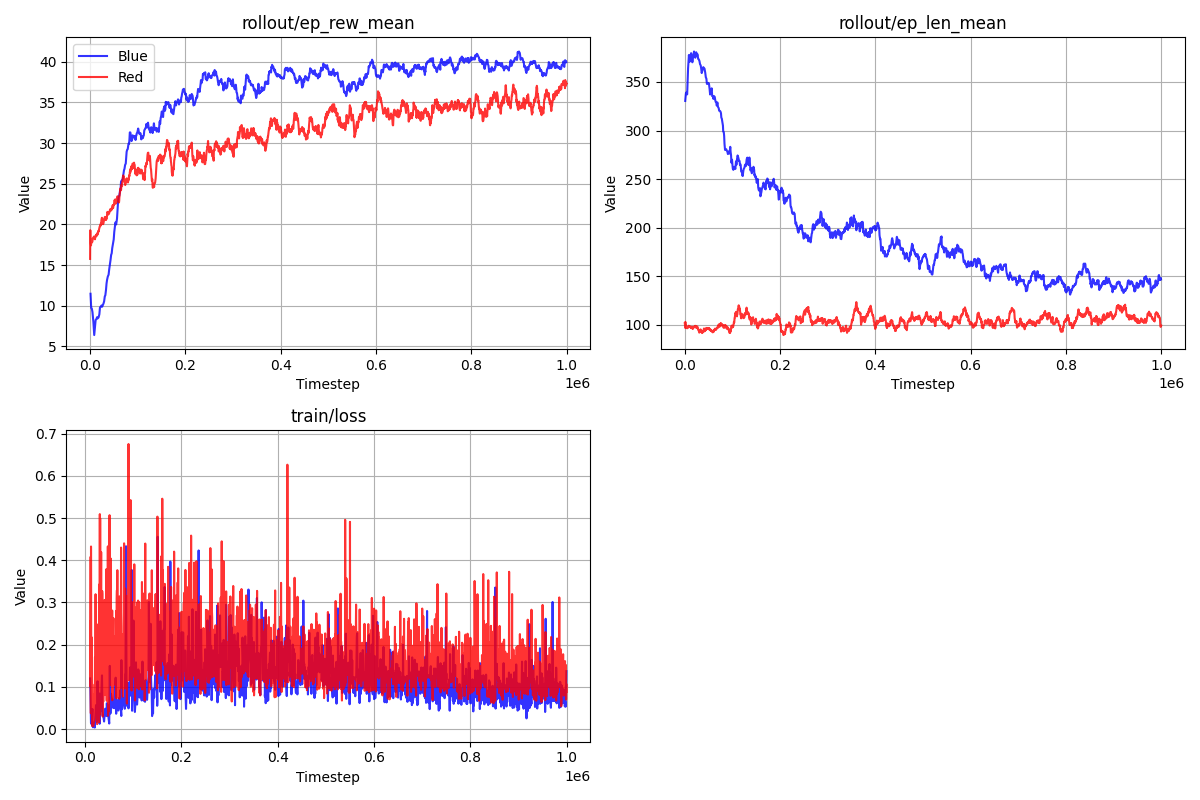 rollout/ep_rew_mean
Blue
Red
40
35
30
25
20
15
10
5
Value
0.0 0.2 0.4 0.6 0.8 1.0
1e6
Timestep
rollout/ep_len_mean
350
300
250
200
150
100
Value
0.0 0.2 0.4 0.6 0.8 1.0
1e6
Timestep
train/loss
0.7
0.6
0.5
0.4
0.3
0.2
0.1
0.0
Value
0.0 0.2 0.4 0.6 0.8 1.0
1e6
Timestep